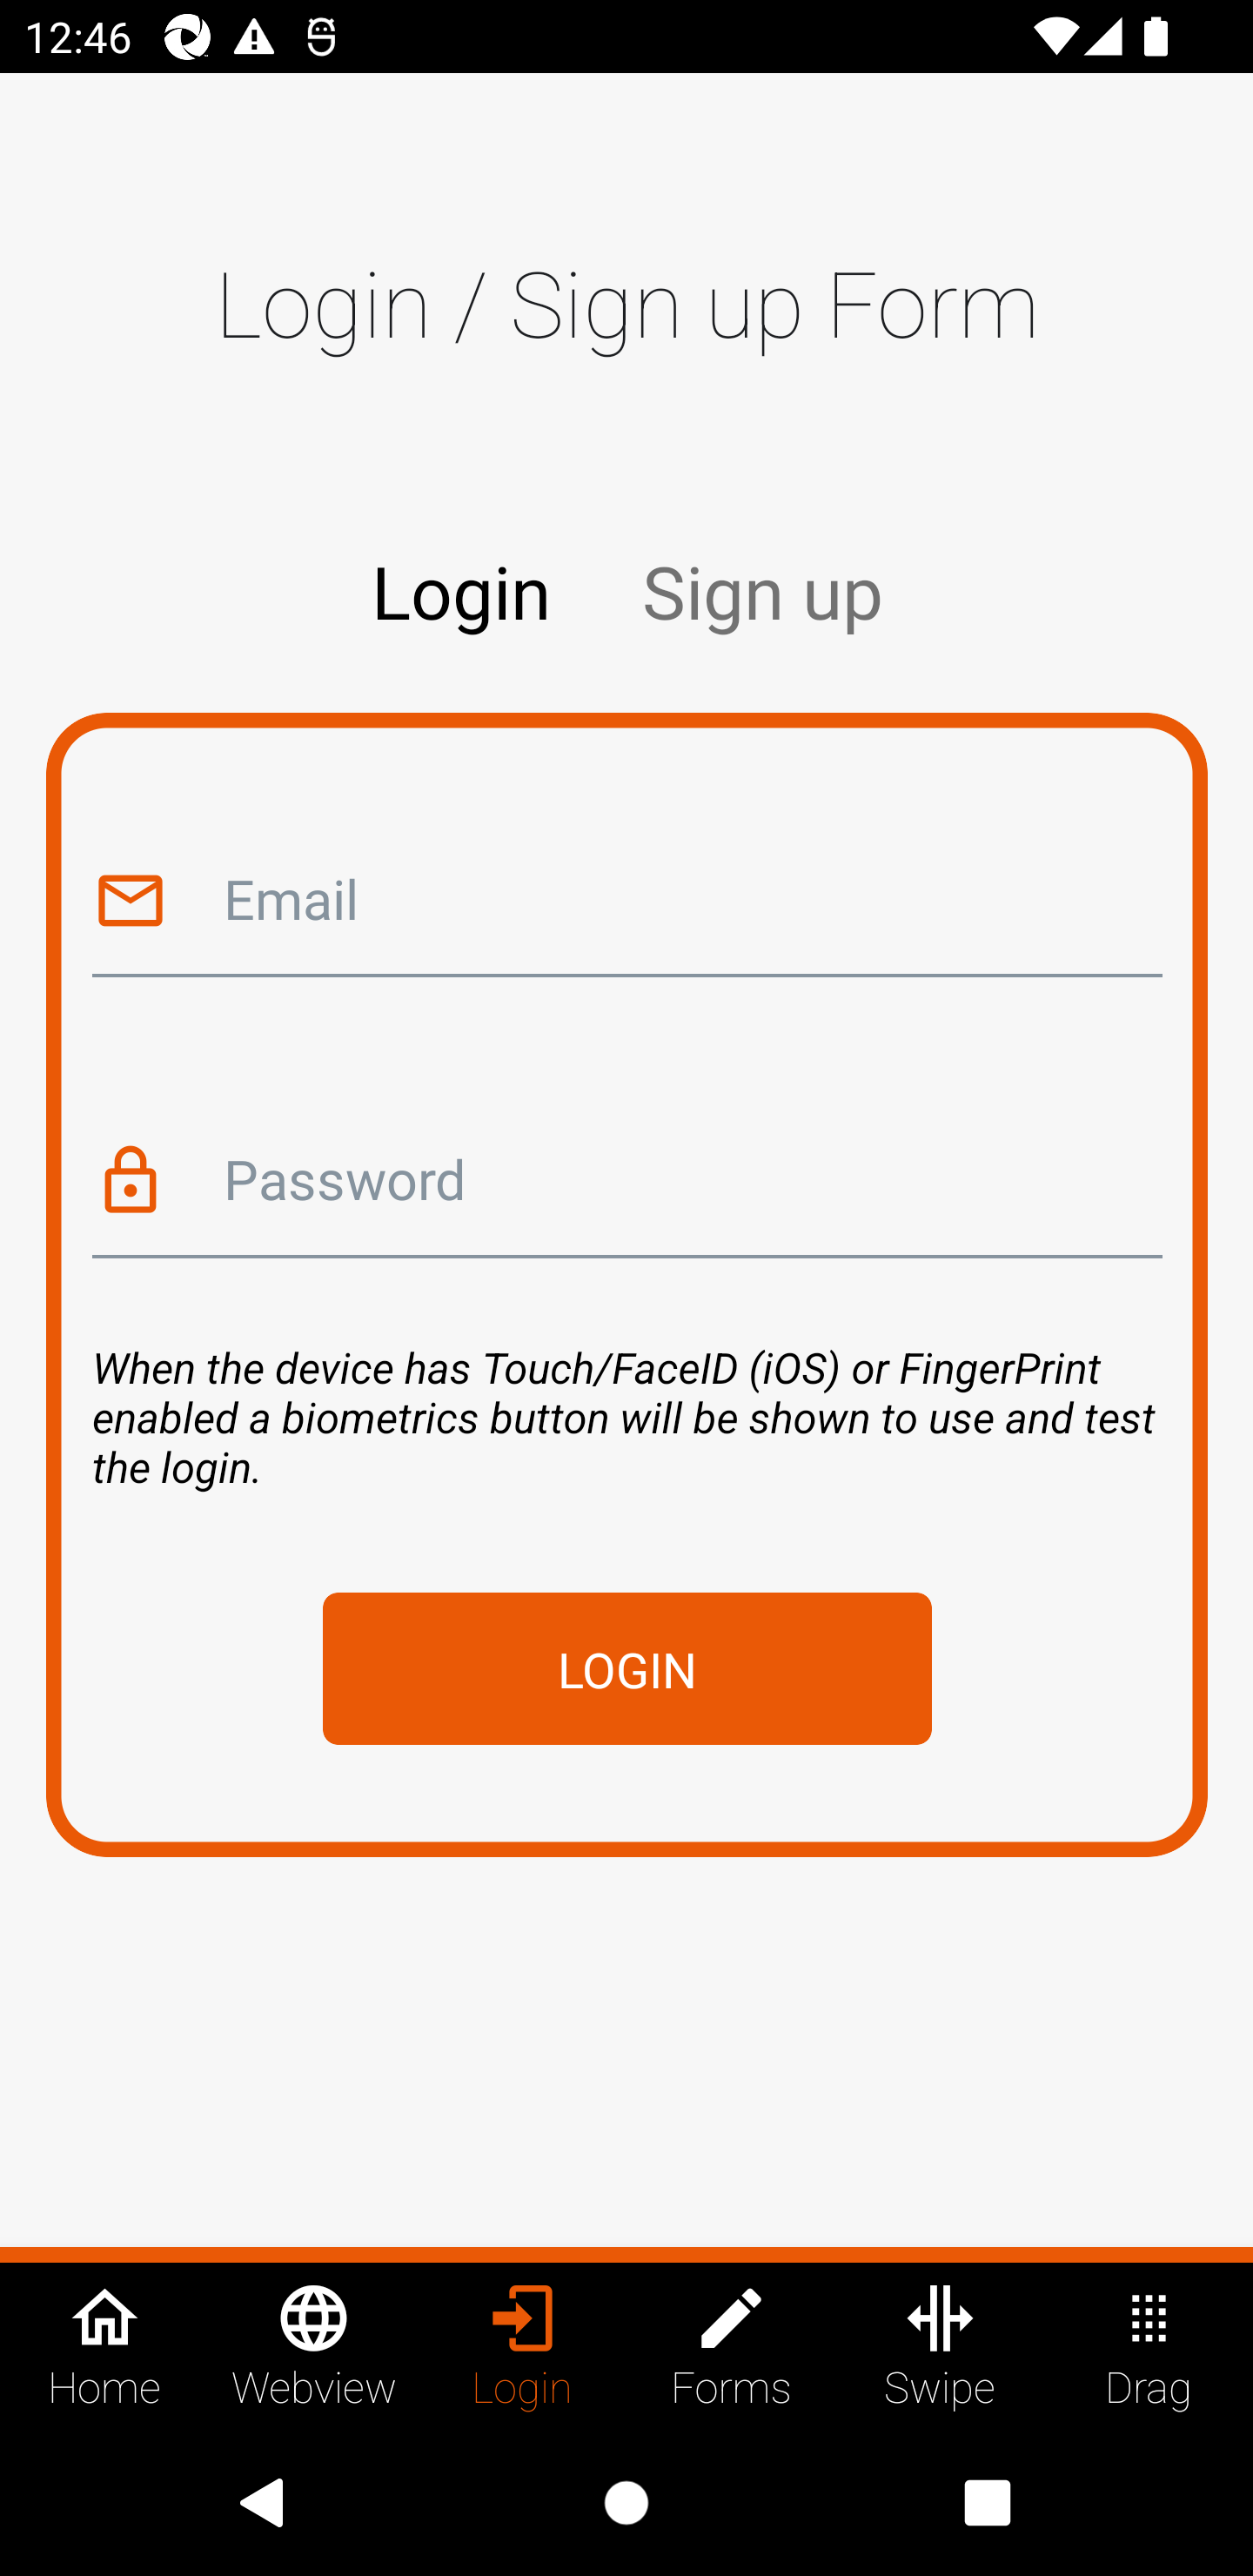 12:46
Login / Sign up Form
Login Sign up
Email
Password
When the device has Touch/FaceID (iOS) or FingerPrint
enabled a biometrics button will be shown to use and test
the login.
LOGIN
Home Webview Login Forms Swipe Drag